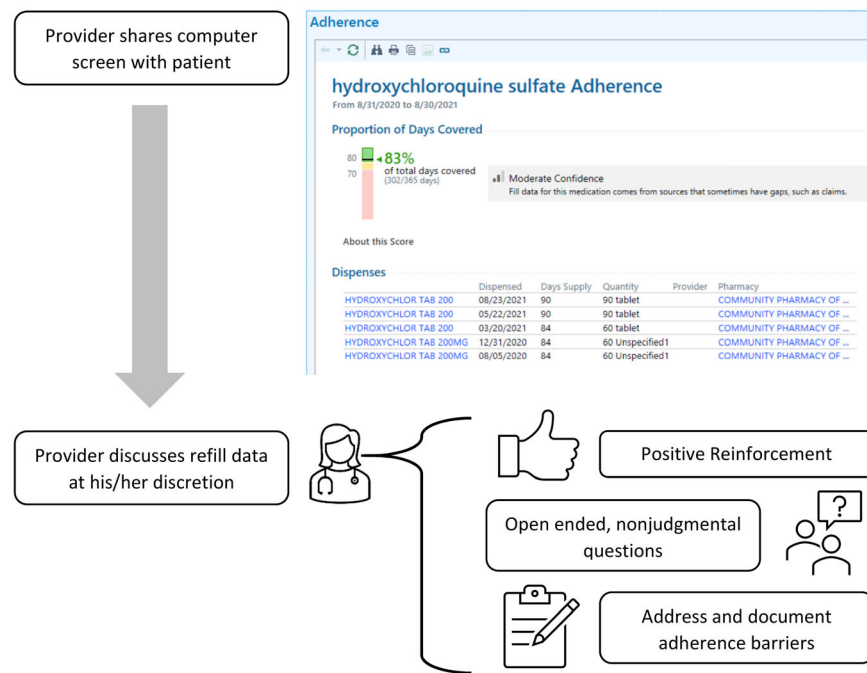 Provider shares computer
screen with patient
Adherence
hydroxychloroquine sulfate Adherence
From 8/31/2020 to 8/30/2021
Proportion of Days Covered
80
70
83%
of total days covered
(302/365 days)
Moderate Confidence
Fill data for this medication comes from sources that sometimes have gaps, such as claims.
About this Score
Dispenses
Dispensed Days Supply Quantity Provider Pharmacy
HYDROXYCHLOR TAB 200 08/23/2021 90 90 tablet COMMUNITY PHARMACY OF ...
HYDROXYCHLOR TAB 200 05/22/2021 90 90 tablet COMMUNITY PHARMACY OF ...
HYDROXYCHLOR TAB 200 03/20/2021 84 60 tablet COMMUNITY PHARMACY OF ...
HYDROXYCHLOR TAB 200MG 12/31/2020 84 60 Unspecified1 COMMUNITY PHARMACY OF ...
HYDROXYCHLOR TAB 200MG 08/05/2020 84 60 Unspecified1 COMMUNITY PHARMACY OF ...
Provider discusses refill data
at his/her discretion
Positive Reinforcement
Open ended, nonjudgmental
questions
?
Address and document
adherence barriers